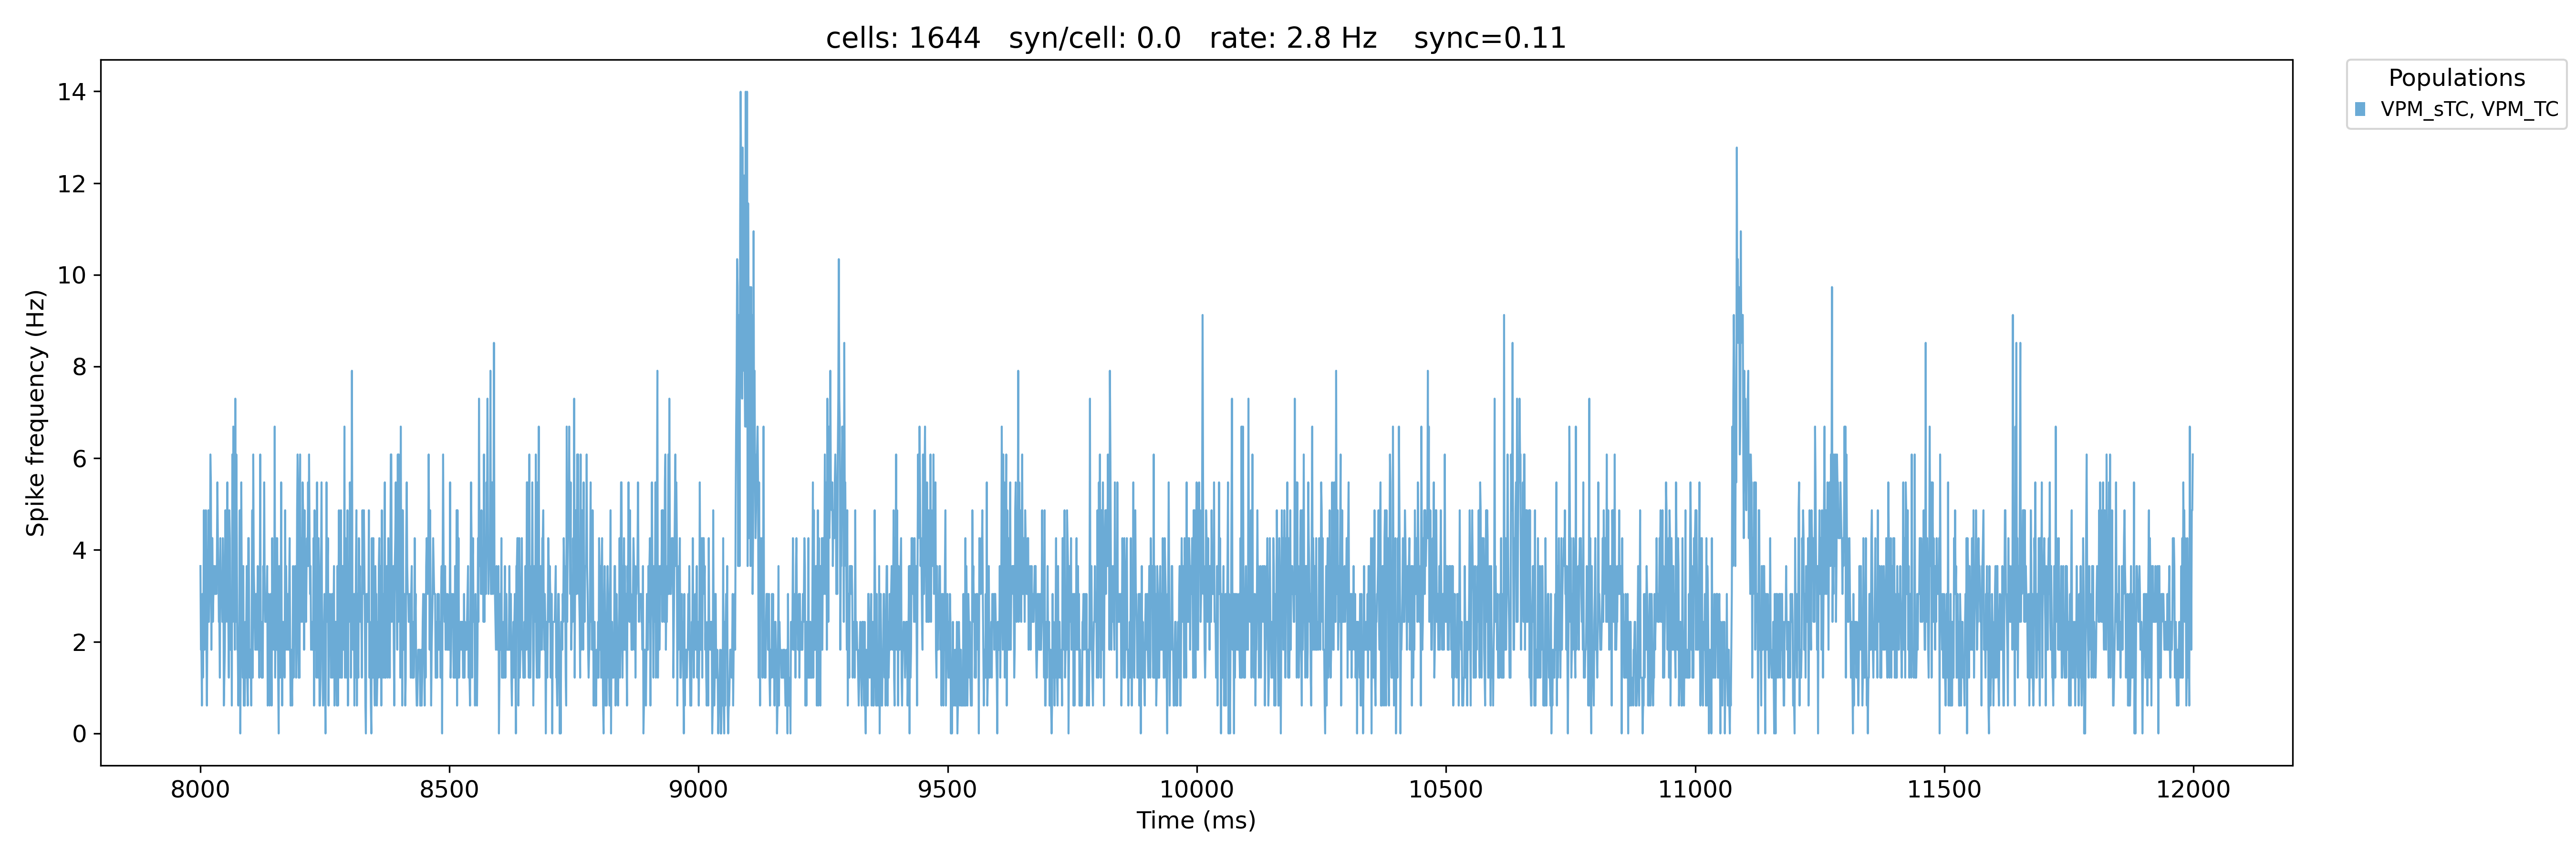 cells: 1644   syn/cell: 0.0   rate: 2.8 Hz    sync=0.11
Populations
VPM_sTC, VPM_TC
Spike frequency (Hz)
14
12
10
8
6
4
2
0
8000 8500 9000 9500 10000 10500 11000 11500 12000
Time (ms)